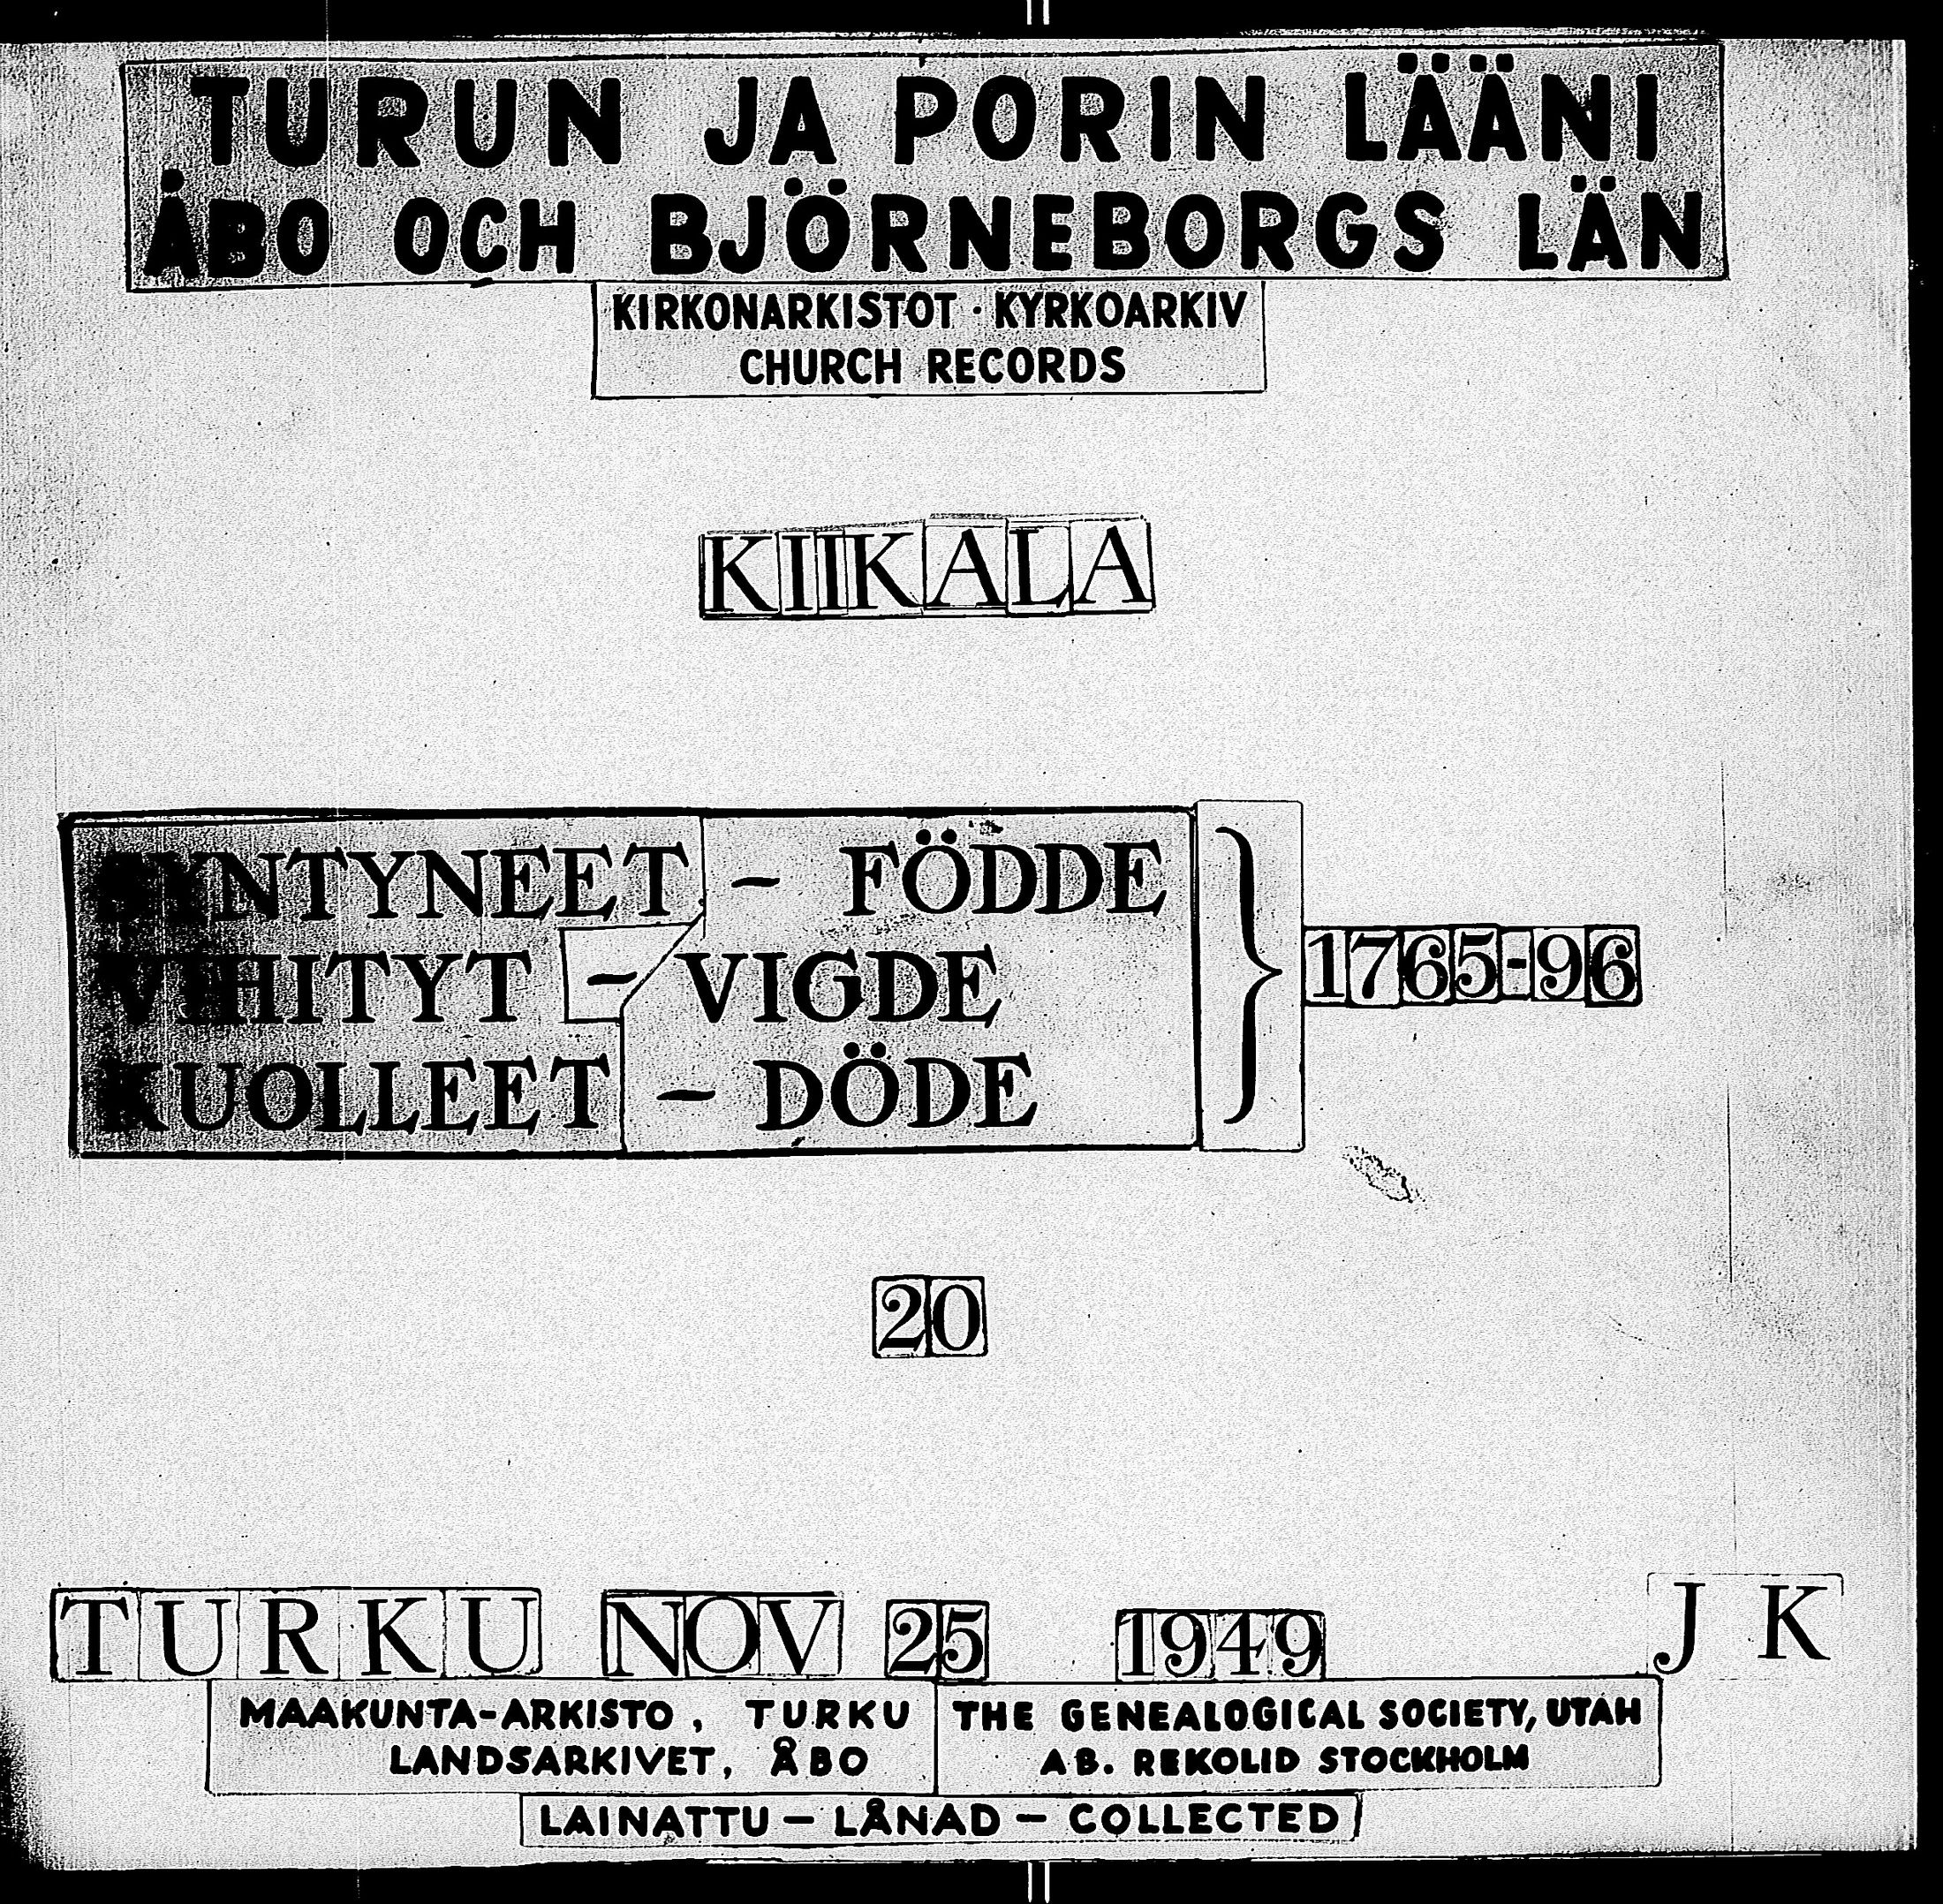 TURUN JA PORIN LÄÄNI
ÅBO OCH BJÖRNEBORGS LÄN
KIRKONARKISTOT · KYRKOARKIV
CHURCH RECORDS
KIIKALA
SYNTYNEET - FÖDDE
VIHITYT - VIGDE
KUOLLEET - DÖDE
} 1765-96
20
TURKU NOV 25 1949 J K
MAAKUNTA-ARKISTO, TURKU
LANDSARKIVET, ÅBO
THE GENEALOGICAL SOCIETY, UTAH
AB. REKOLID STOCKHOLM
LAINATTU - LÅNAD - COLLECTED